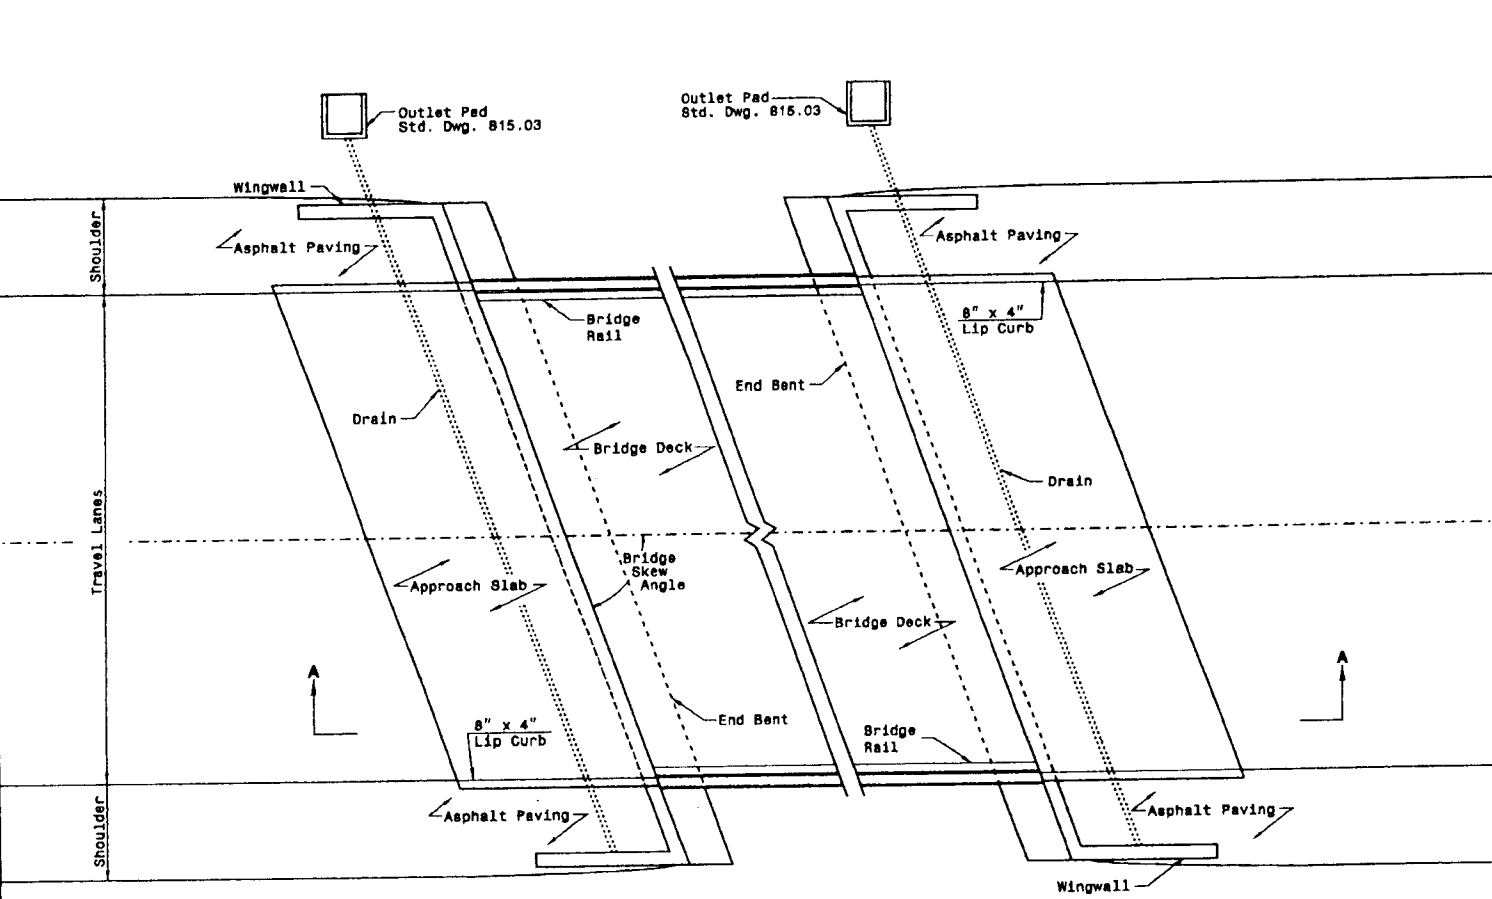 Outlet Pad
Std. Dwg. 815.03
Outlet Pad
Std. Dwg. 815.03
Wingwall
Shoulder
Asphalt Paving
Asphalt Paving
Bridge
Rail
8" x 4"
Lip Curb
End Bent
Drain
Bridge Deck
Drain
Travel Lanes
Bridge
Skew
Angle
Approach Slab
Approach Slab
Bridge Deck
A
A
End Bent
8" x 4"
Lip Curb
Bridge
Rail
Asphalt Paving
Asphalt Paving
Shoulder
Wingwall